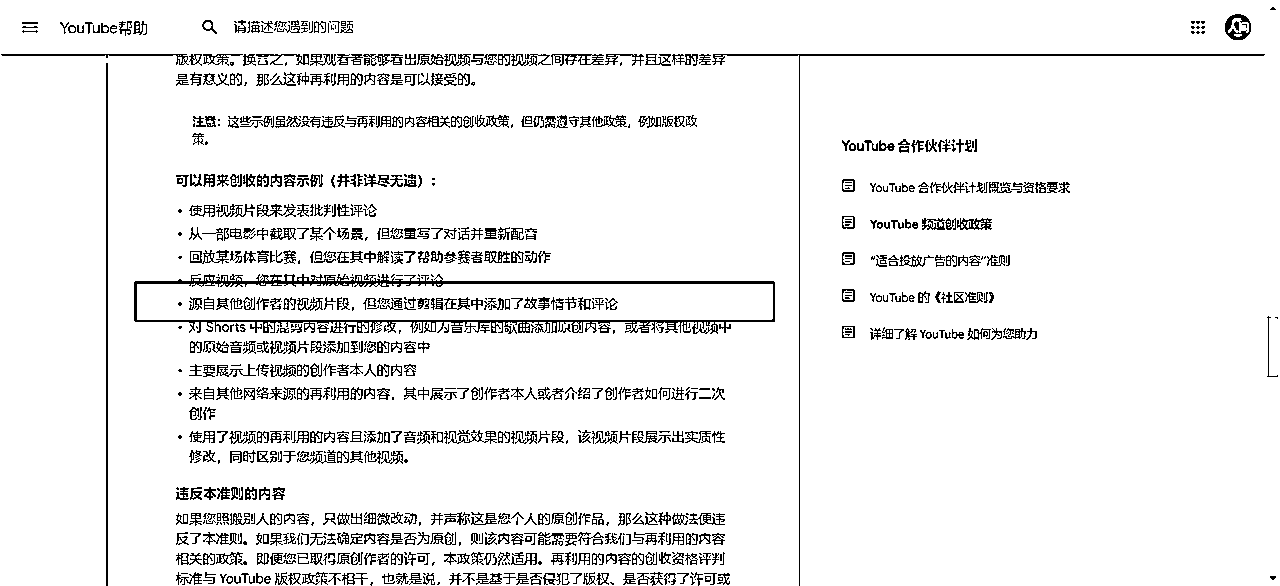 YouTube帮助
请描述您遇到的问题
版权政策。换言之，如果观看者能够看出原始视频与您的视频之间存在差异，并且这样的差异
是有意义的，那么这种再利用的内容是可以接受的。
注意：这些示例虽然没有违反与再利用的内容相关的创收政策，但仍需遵守其他政策，例如版权政
策。
可以用来创收的内容示例（并非详尽无遗）：
• 使用视频片段来发表批判性评论
• 从一部电影中截取了某个场景，但您重写了对话并重新配音
• 回放某场体育比赛，但您在其中解读了帮助参赛者取胜的动作
• 反应视频，您在其中对原始视频进行了评论
• 源自其他创作者的视频片段，但您通过剪辑在其中添加了故事情节和评论
• 对 Shorts 中的混剪内容进行的修改，例如为音乐库的歌曲添加原创内容，或者将其他视频中
的原始音频或视频片段添加到您的内容中
• 主要展示上传视频的创作者本人的内容
• 来自其他网络来源的再利用的内容，其中展示了创作者本人或者介绍了创作者如何进行二次
创作
• 使用了视频的再利用的内容且添加了音频和视觉效果的视频片段，该视频片段展示出实质性
修改，同时区别于您频道的其他视频。
违反本准则的内容
如果您照搬别人的内容，只做出细微改动，并声称这是您个人的原创作品，那么这种做法便违
反了本准则。如果我们无法确定内容是否为原创，则该内容可能需要符合我们与再利用的内容
相关的政策。即便您已取得原创作者的许可，本政策仍然适用。再利用的内容的创收资格评判
标准与 YouTube 版权政策不相干，也就是说，并不是基于是否侵犯了版权、是否获得了许可或
YouTube 合作伙伴计划
YouTube 合作伙伴计划概览与资格要求
YouTube 频道创收政策
“适合投放广告的内容”准则
YouTube 的《社区准则》
详细了解 YouTube 如何为您助力